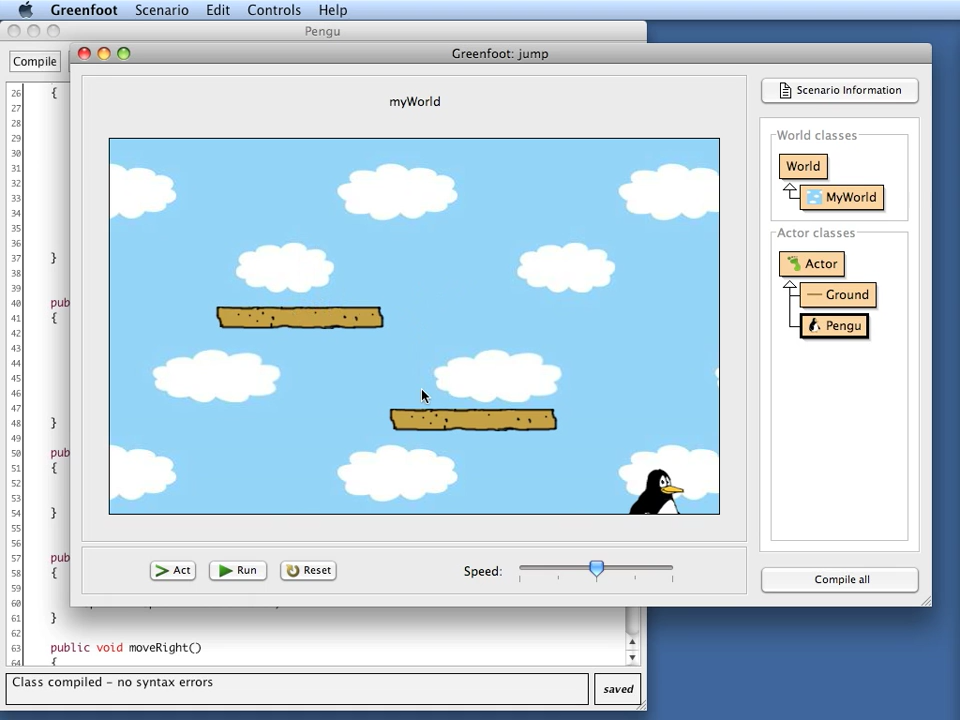 Greenfoot Scenario Edit Controls Help
Pengu
Compile
Greenfoot: jump
myWorld
Scenario Information
World classes
World
MyWorld
Actor classes
Actor
Ground
Pengu
26 {
27
28
29
30
31
32
33
34
35
36
37 }
38
39
40 pub
41 {
42
43
44
45
46
47
48 }
49
50 pub
51 {
52
53
54 }
55
56
57 pub
58 {
59
60
61 }
62
63 public void moveRight()
64 {
Act
Run
Reset
Speed:
Compile all
Class compiled – no syntax errors
saved